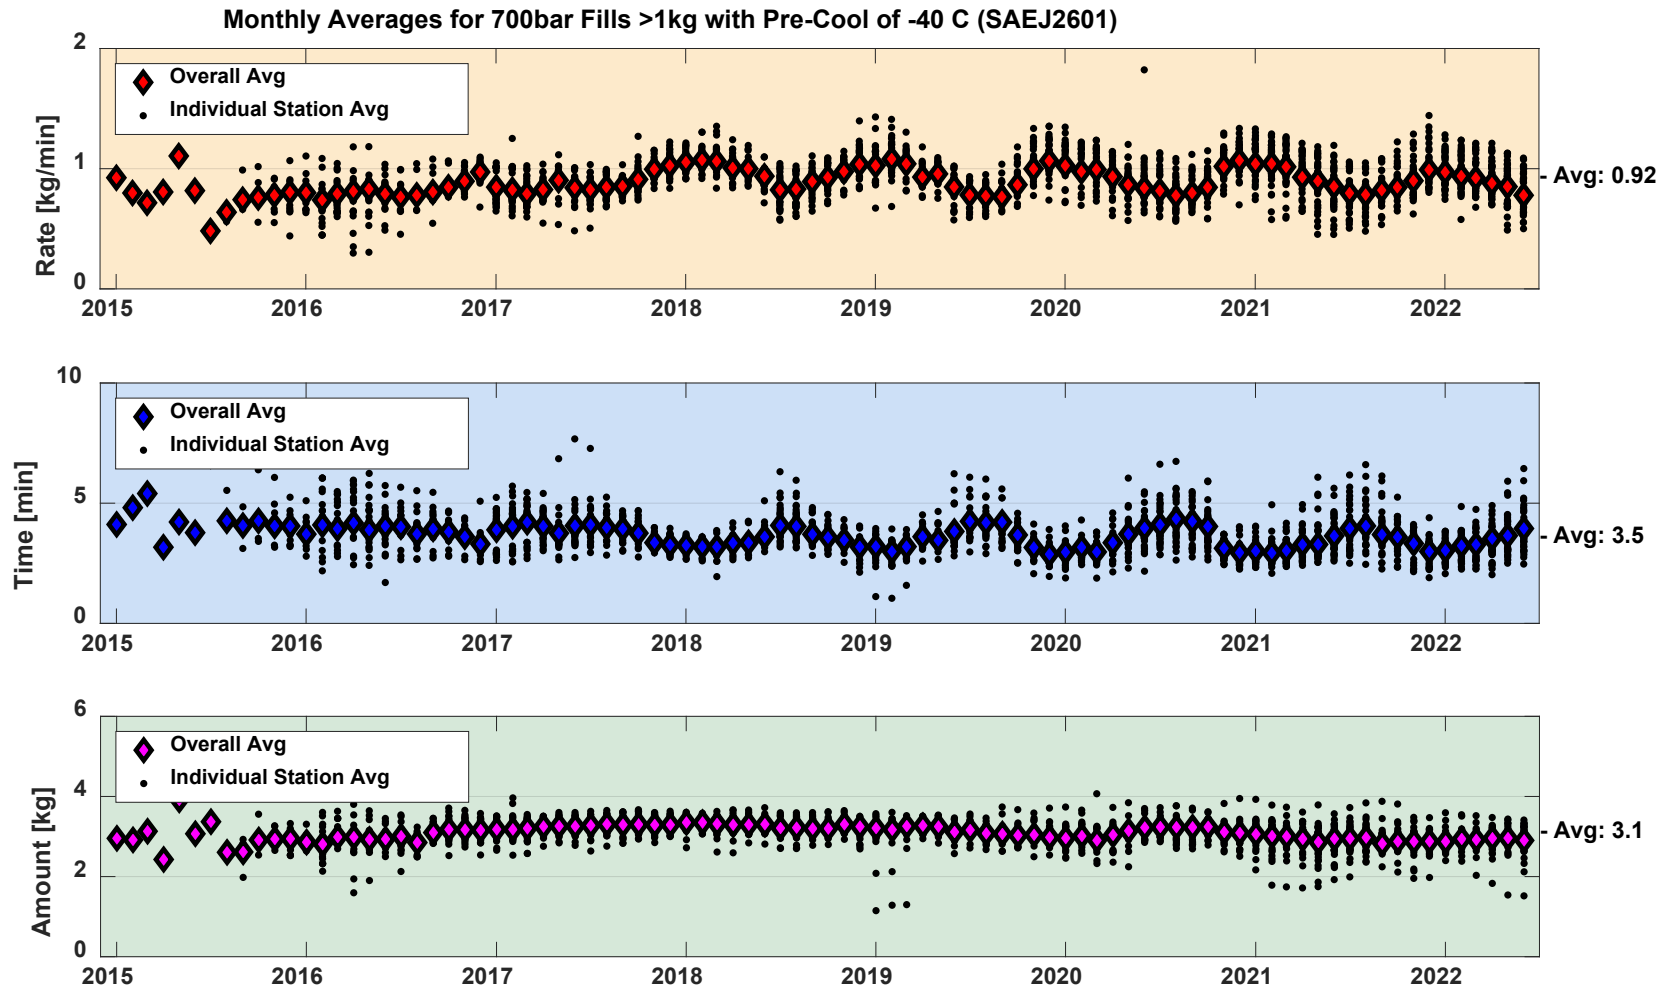 Monthly Averages for 700bar Fills >1kg with Pre-Cool of -40 C (SAEJ2601)
2
Overall Avg
Individual Station Avg
1
Avg: 0.92
Rate [kg/min]
0
2015 2016 2017 2018 2019 2020 2021 2022
10
Overall Avg
Individual Station Avg
5
Avg: 3.5
Time [min]
0
2015 2016 2017 2018 2019 2020 2021 2022
6
Overall Avg
Individual Station Avg
4
Avg: 3.1
Amount [kg]
2
0
2015 2016 2017 2018 2019 2020 2021 2022